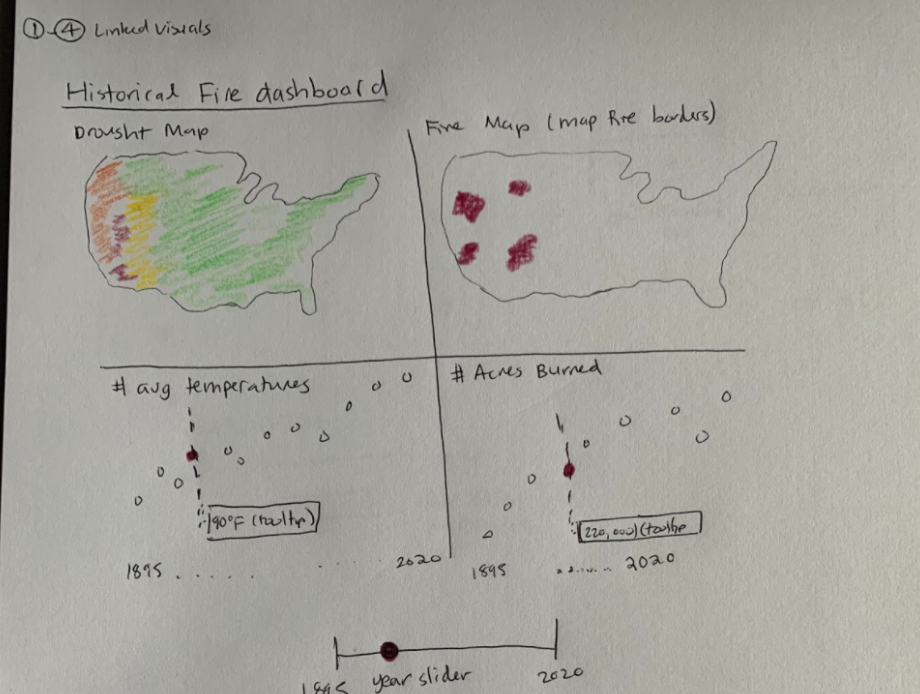 ① - ④ Linked Visuals
Historical Fire dashboard
Drought Map
Fire Map (map fire borders)
# avg temperatures
90°F (tooltip)
1895 . . . . . . . . . 2020
# Acres Burned
220,000 (tooltip
1895 ........ 2020
1895 year slider 2020